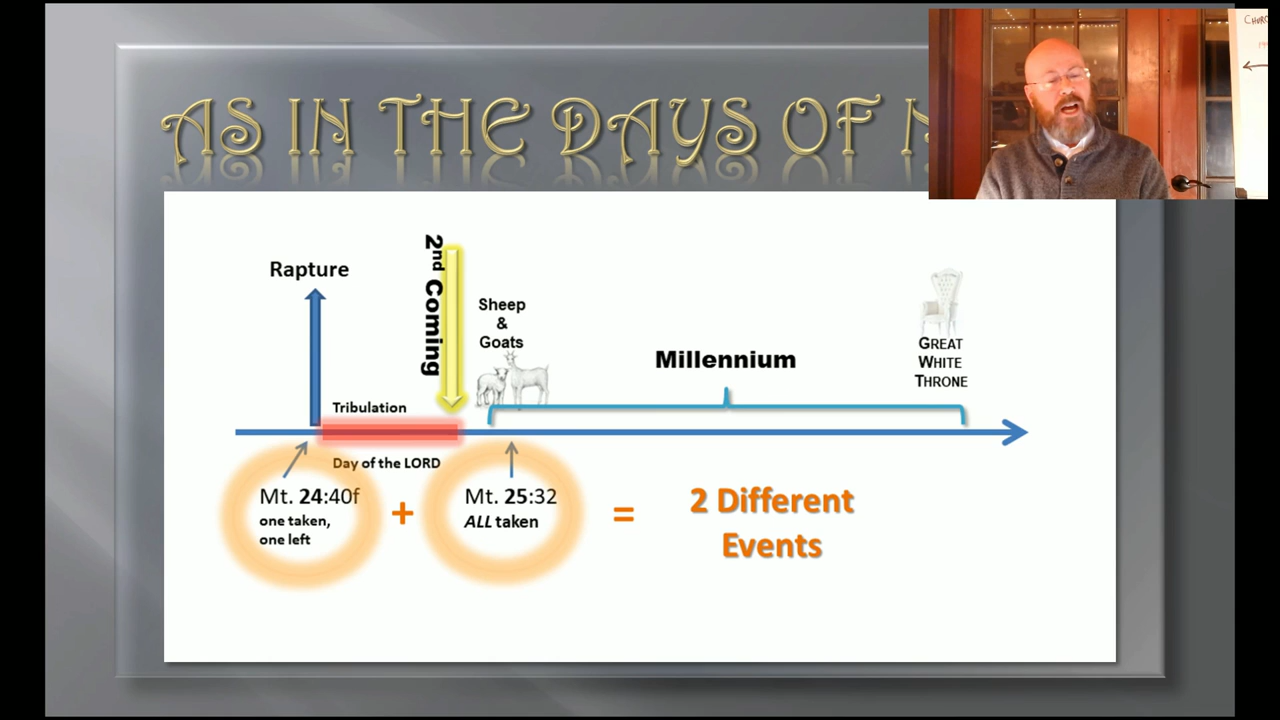 AS IN THE DAYS OF
CHURC
Rapture
2nd Coming
Sheep
&
Goats
Millennium
GREAT
WHITE
THRONE
Tribulation
Day of the LORD
Mt. 24:40f
one taken,
one left
+
Mt. 25:32
ALL taken
=
2 Different
Events